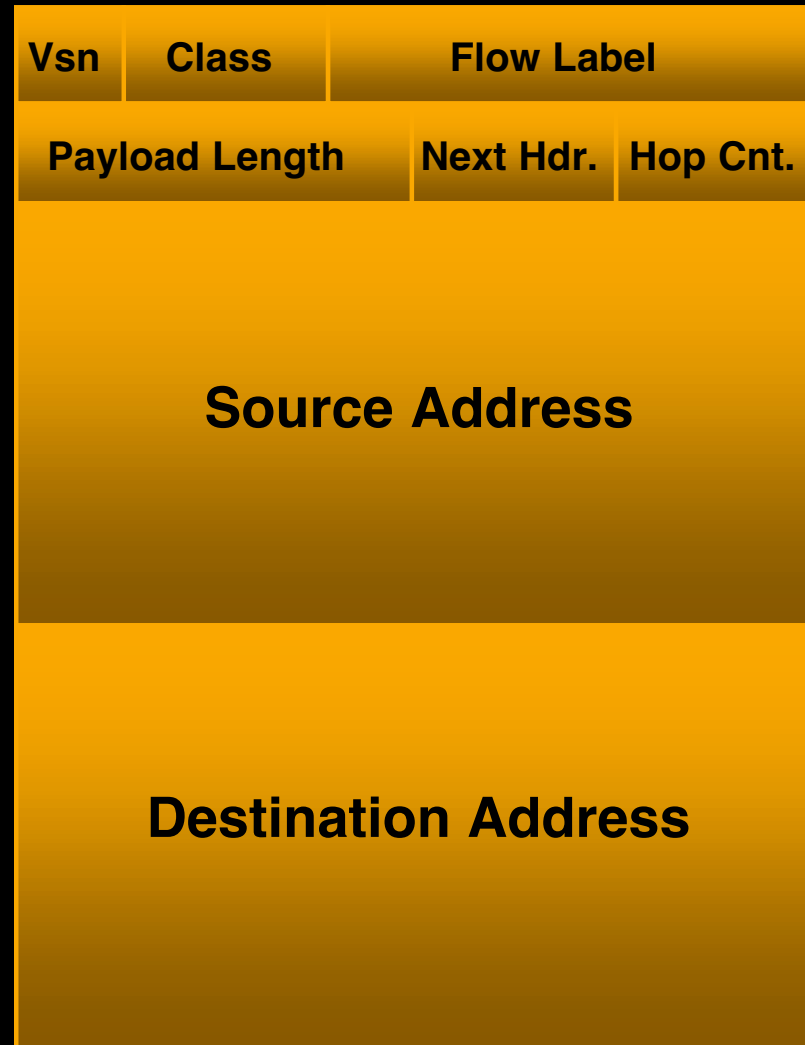 Vsn Class Flow Label
Payload Length Next Hdr. Hop Cnt.
Source Address
Destination Address